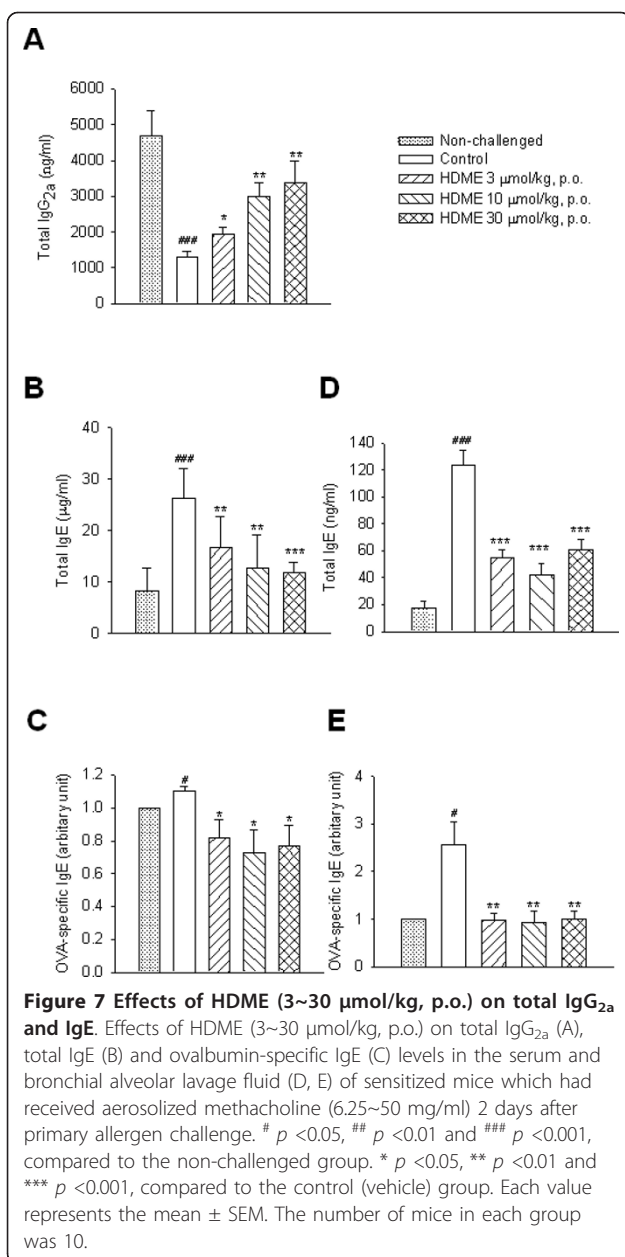 A
Total IgG2a (ng/ml)
6000
5000
4000
3000
2000
1000
0
###
*
**
**
Non-challenged
Control
HDME 3 μmol/kg, p.o.
HDME 10 μmol/kg, p.o.
HDME 30 μmol/kg, p.o.
B
Total IgE (μg/ml)
40
30
20
10
0
###
**
**
***
D
Total IgE (ng/ml)
140
120
100
80
60
40
20
0
###
***
***
***
C
OVA-specific IgE (arbitary unit)
1.2
1.0
0.8
0.6
0.4
0.2
0.0
#
*
*
*
E
OVA-specific IgE (arbitary unit)
4
3
2
1
0
#
**
**
**
Figure 7 Effects of HDME (3~30 μmol/kg, p.o.) on total IgG2a
and IgE. Effects of HDME (3~30 μmol/kg, p.o.) on total IgG2a (A),
total IgE (B) and ovalbumin-specific IgE (C) levels in the serum and
bronchial alveolar lavage fluid (D, E) of sensitized mice which had
received aerosolized methacholine (6.25~50 mg/ml) 2 days after
primary allergen challenge. # p <0.05, ## p <0.01 and ### p <0.001,
compared to the non-challenged group. * p <0.05, ** p <0.01 and
*** p <0.001, compared to the control (vehicle) group. Each value
represents the mean ± SEM. The number of mice in each group
was 10.